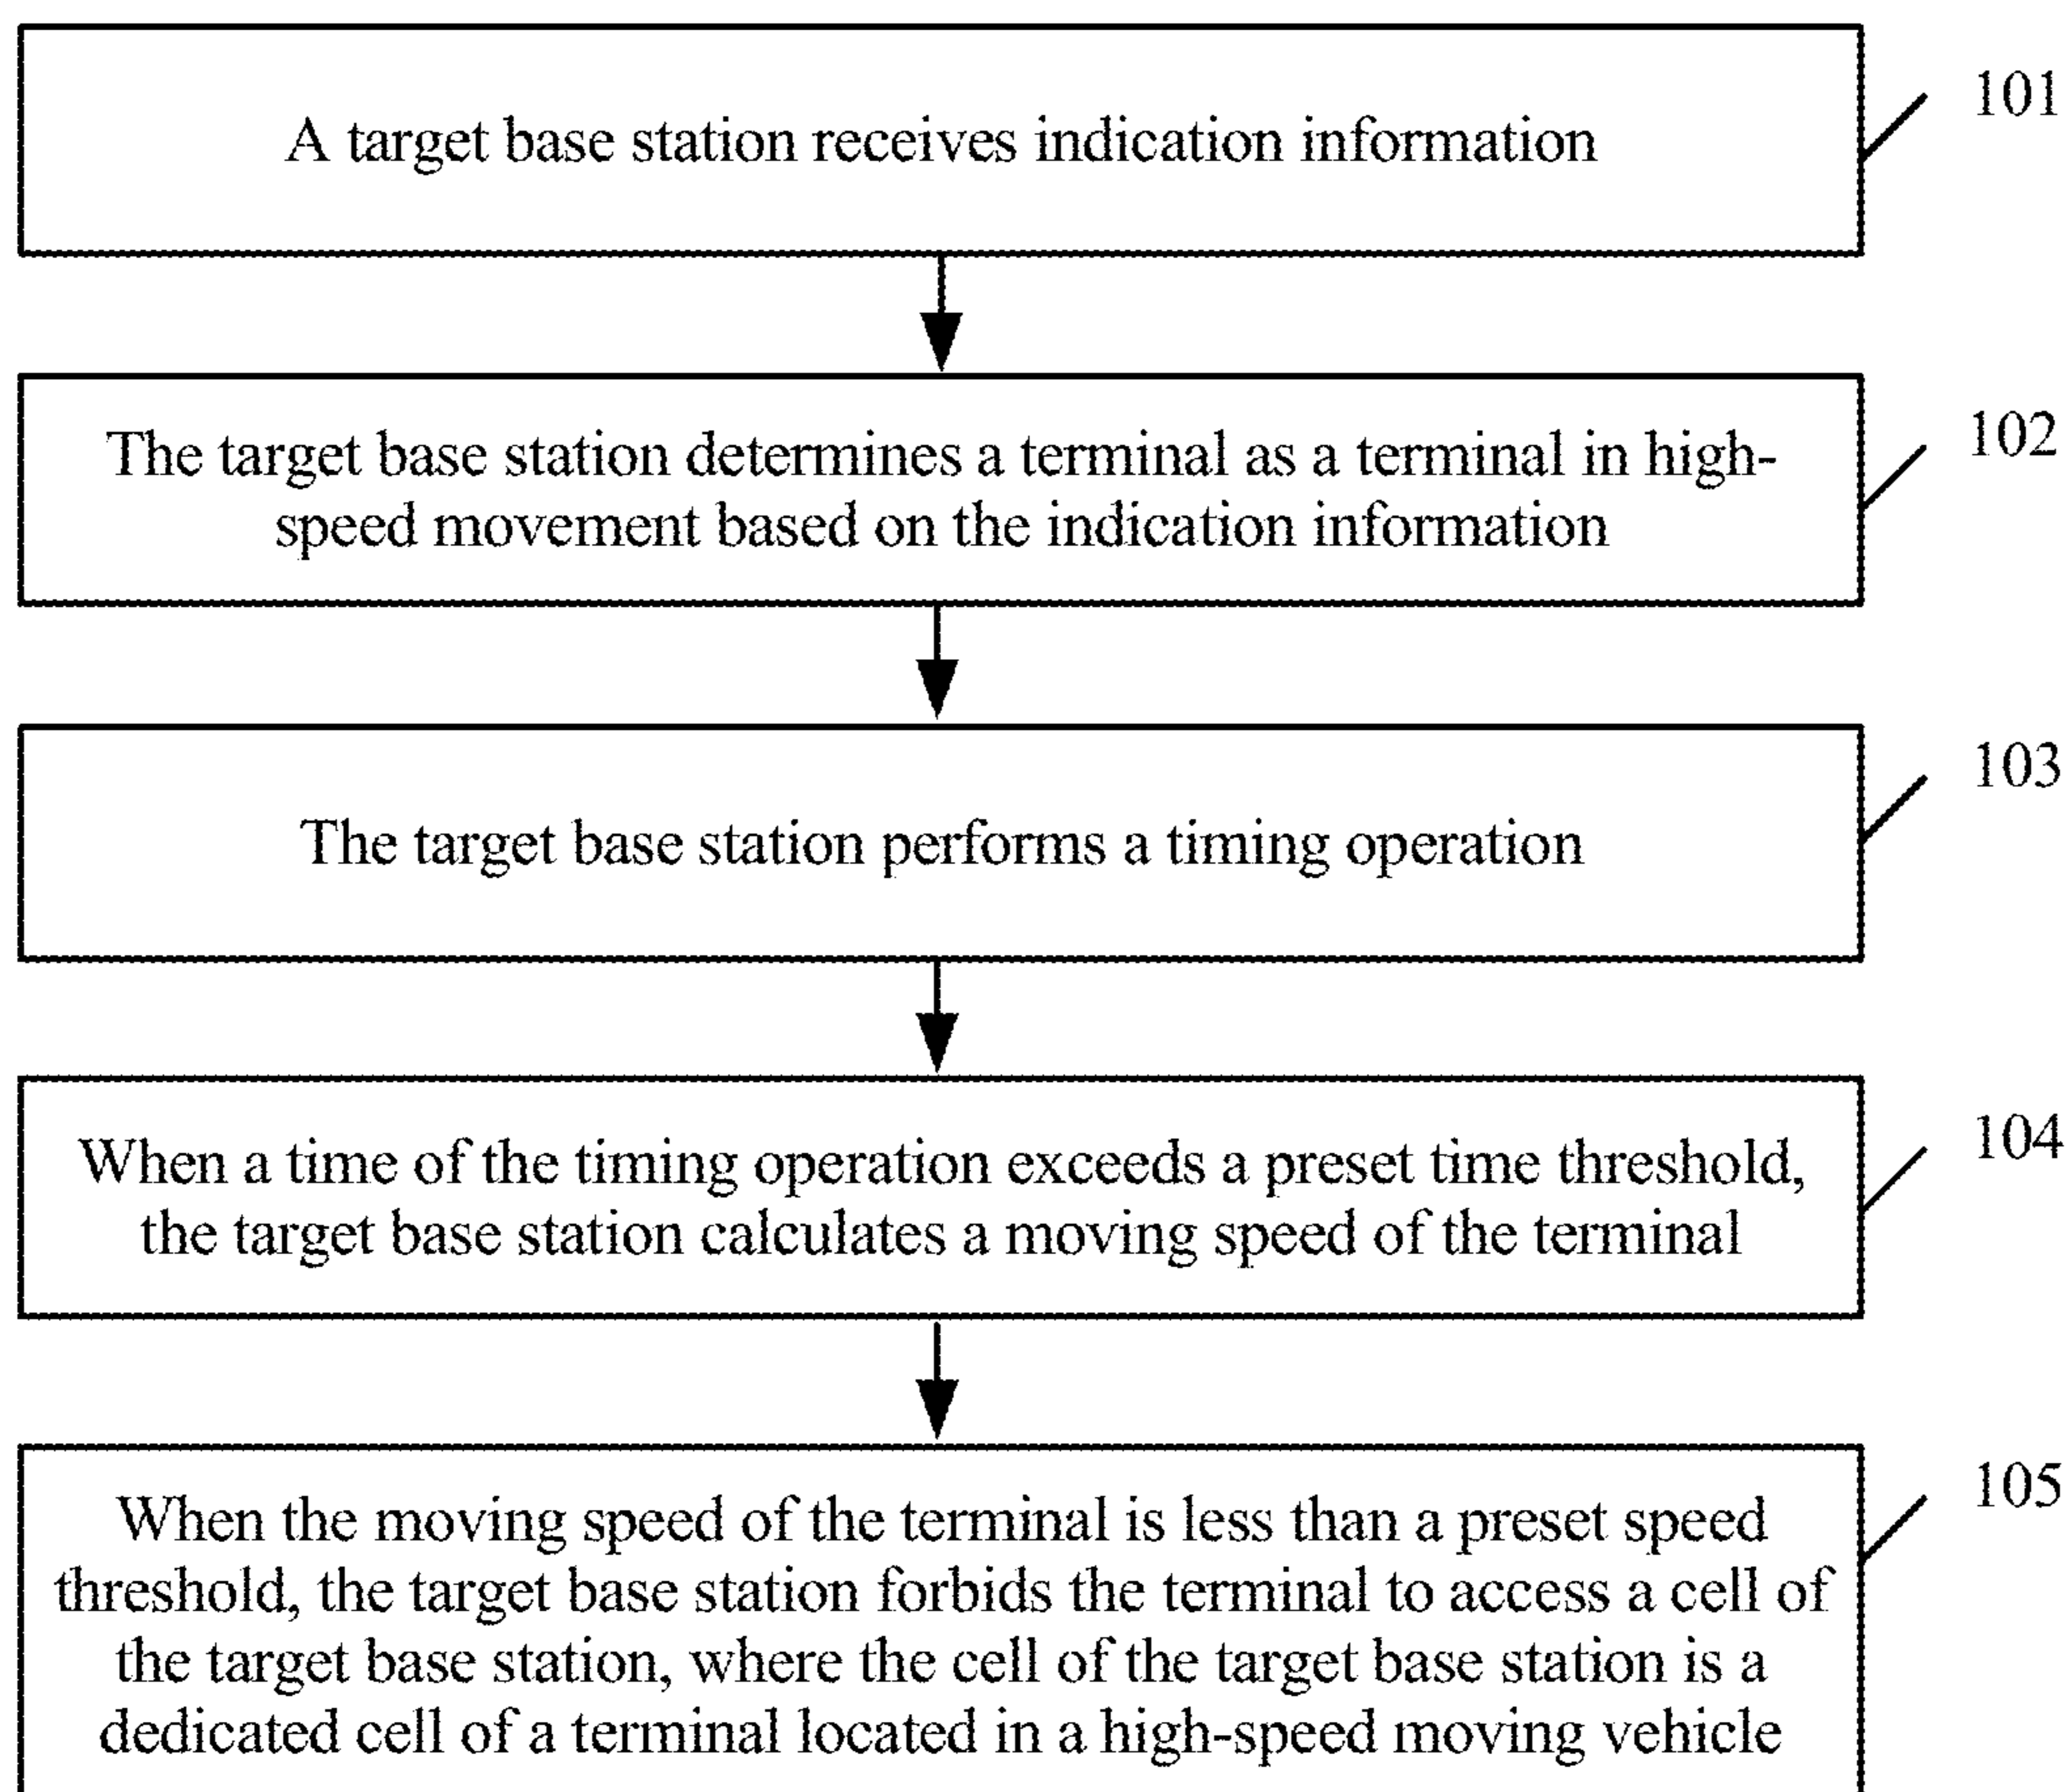 A target base station receives indication information
101
The target base station determines a terminal as a terminal in high-
speed movement based on the indication information
102
The target base station performs a timing operation
103
When a time of the timing operation exceeds a preset time threshold,
the target base station calculates a moving speed of the terminal
104
When the moving speed of the terminal is less than a preset speed
threshold, the target base station forbids the terminal to access a cell of
the target base station, where the cell of the target base station is a
dedicated cell of a terminal located in a high-speed moving vehicle
105